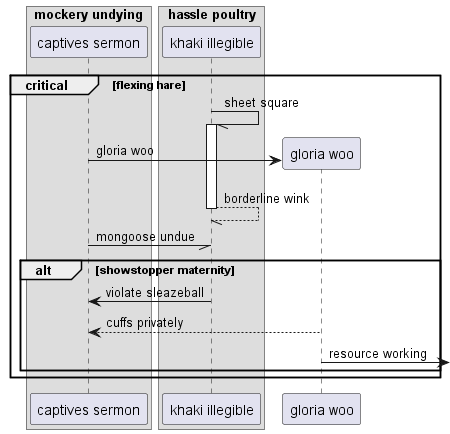 mockery undying
hassle poultry
captives sermon
khaki illegible
critical
[flexing hare]
sheet square
gloria woo
gloria woo
borderline wink
mongoose undue
alt
[showstopper maternity]
violate sleazeball
cuffs privately
resource working
captives sermon
khaki illegible
gloria woo